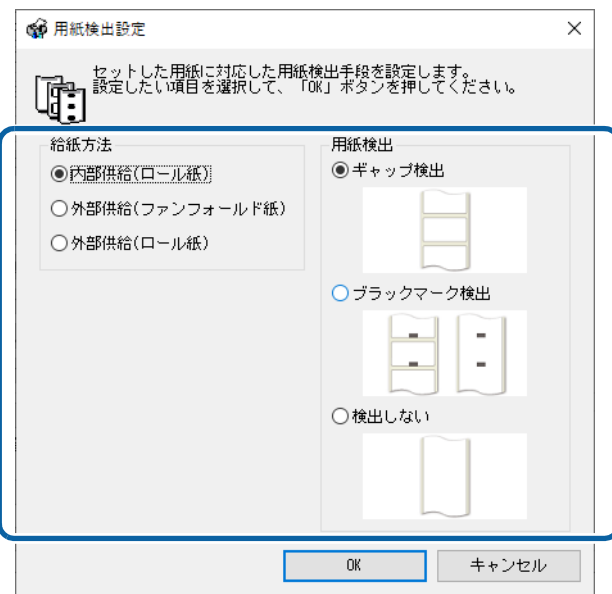 用紙検出設定
セットした用紙に対応した用紙検出手段を設定します。
設定したい項目を選択して、「OK」ボタンを押してください。
給紙方法
内部供給(ロール紙)
外部供給(ファンフォールド紙)
外部供給(ロール紙)
用紙検出
ギャップ検出
ブラックマーク検出
検出しない
OK
キャンセル